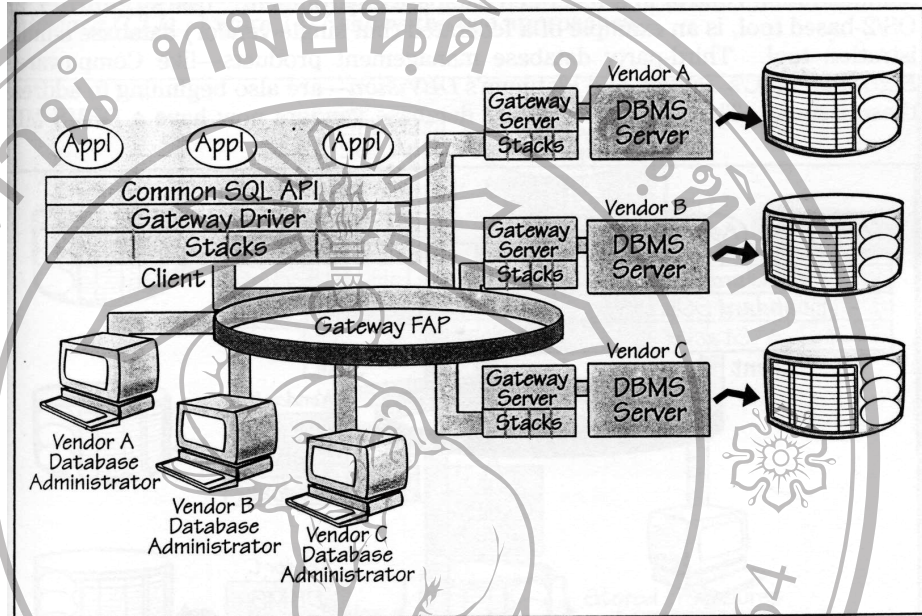 Appl
Appl
Appl
Common SQL API
Gateway Driver
Stacks
Client
Gateway FAP
Vendor A
Gateway
Server
Stacks
DBMS
Server
Vendor B
Gateway
Server
Stacks
DBMS
Server
Vendor C
Gateway
Server
Stacks
DBMS
Server
Vendor A
Database
Administrator
Vendor B
Database
Administrator
Vendor C
Database
Administrator